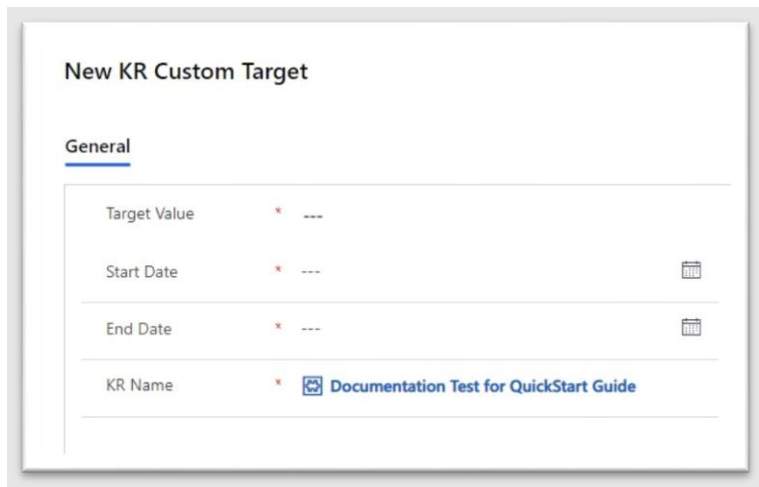 New KR Custom Target
General
Target Value * ---
Start Date * ---
End Date * ---
KR Name * Documentation Test for QuickStart Guide